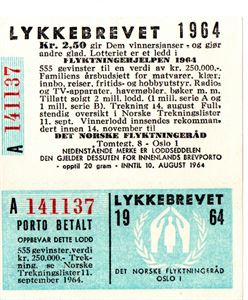 LYKKEBREVET 1964
Kr. 2,50 gir Dem vinnersjanser - og gjør
andre glad. Lotteriet er et ledd i
FLYKTNINGERHJELPEN 1964
555 gevinster til en verdi av kr 250.000.-
Familiens årsbudsjett for matvarer, klær;
innbo, reiser, fritids- og hobbyutstyr. Radio-
og TV-apparater, havemøbler, bøker m. m.
Tillatt solgt 2 mill. lodd. (1 mill. serie A og
1 mill. serie B). Trekning 14. august. Full-
stendig oversikt i Norsk Trekningsliste
11. sept. Vinnerlodd innsendes rekomman-
dert innen 14. november til
DET NORSKE FLYKTNINGERÅD
Tomtegt. 8 - Oslo 1
NEDENSTÅENDE MERKE ER LODDSEDDELEN
DEN GJELDER DESSUTEN FOR INNENLANDS BREVPORTO
- opptil 20 gram - INNTIL 10. AUGUST 1964
A 141137
A 141137
PORTO BETALT
OPPBEVAR DETTE LODD
555 gevinster, verdi
kr. 250.000.- Trek-
ning. se Norske
Trekningslister 11.
september 1964.
LYKKEBREVET
19 64
DET NORSKE FLYKTNINGERÅD
OSLO 1